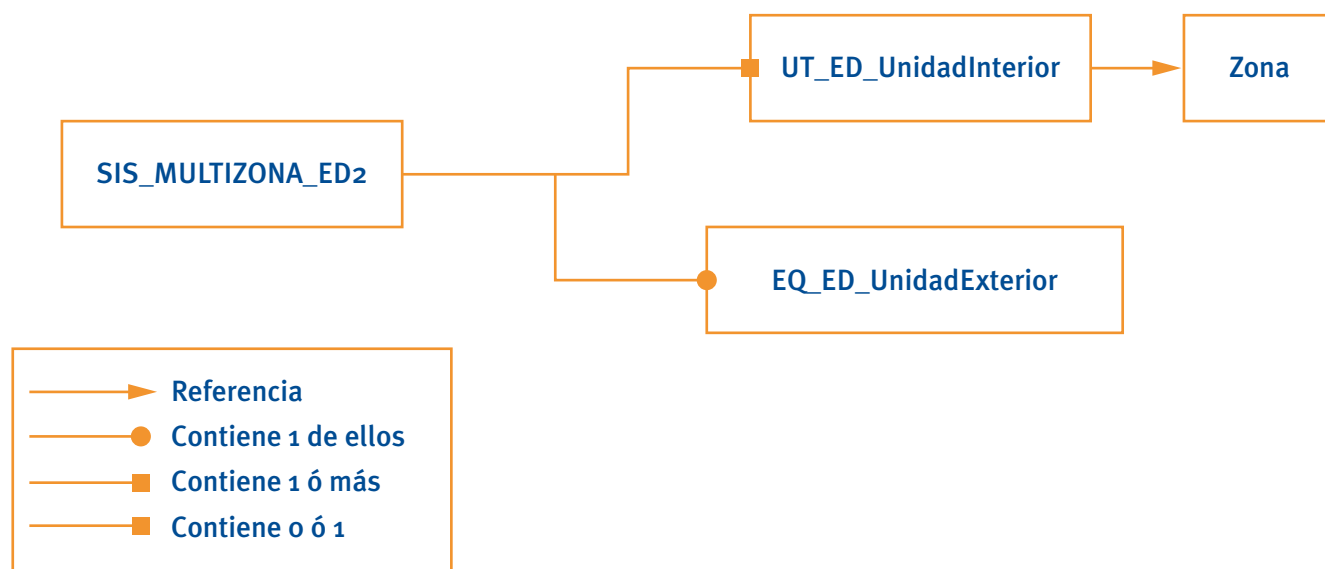 UT_ED_UnidadInterior
Zona
SIS_MULTIZONA_ED2
EQ_ED_UnidadExterior
Referencia
Contiene 1 de ellos
Contiene 1 ó más
Contiene 0 ó 1